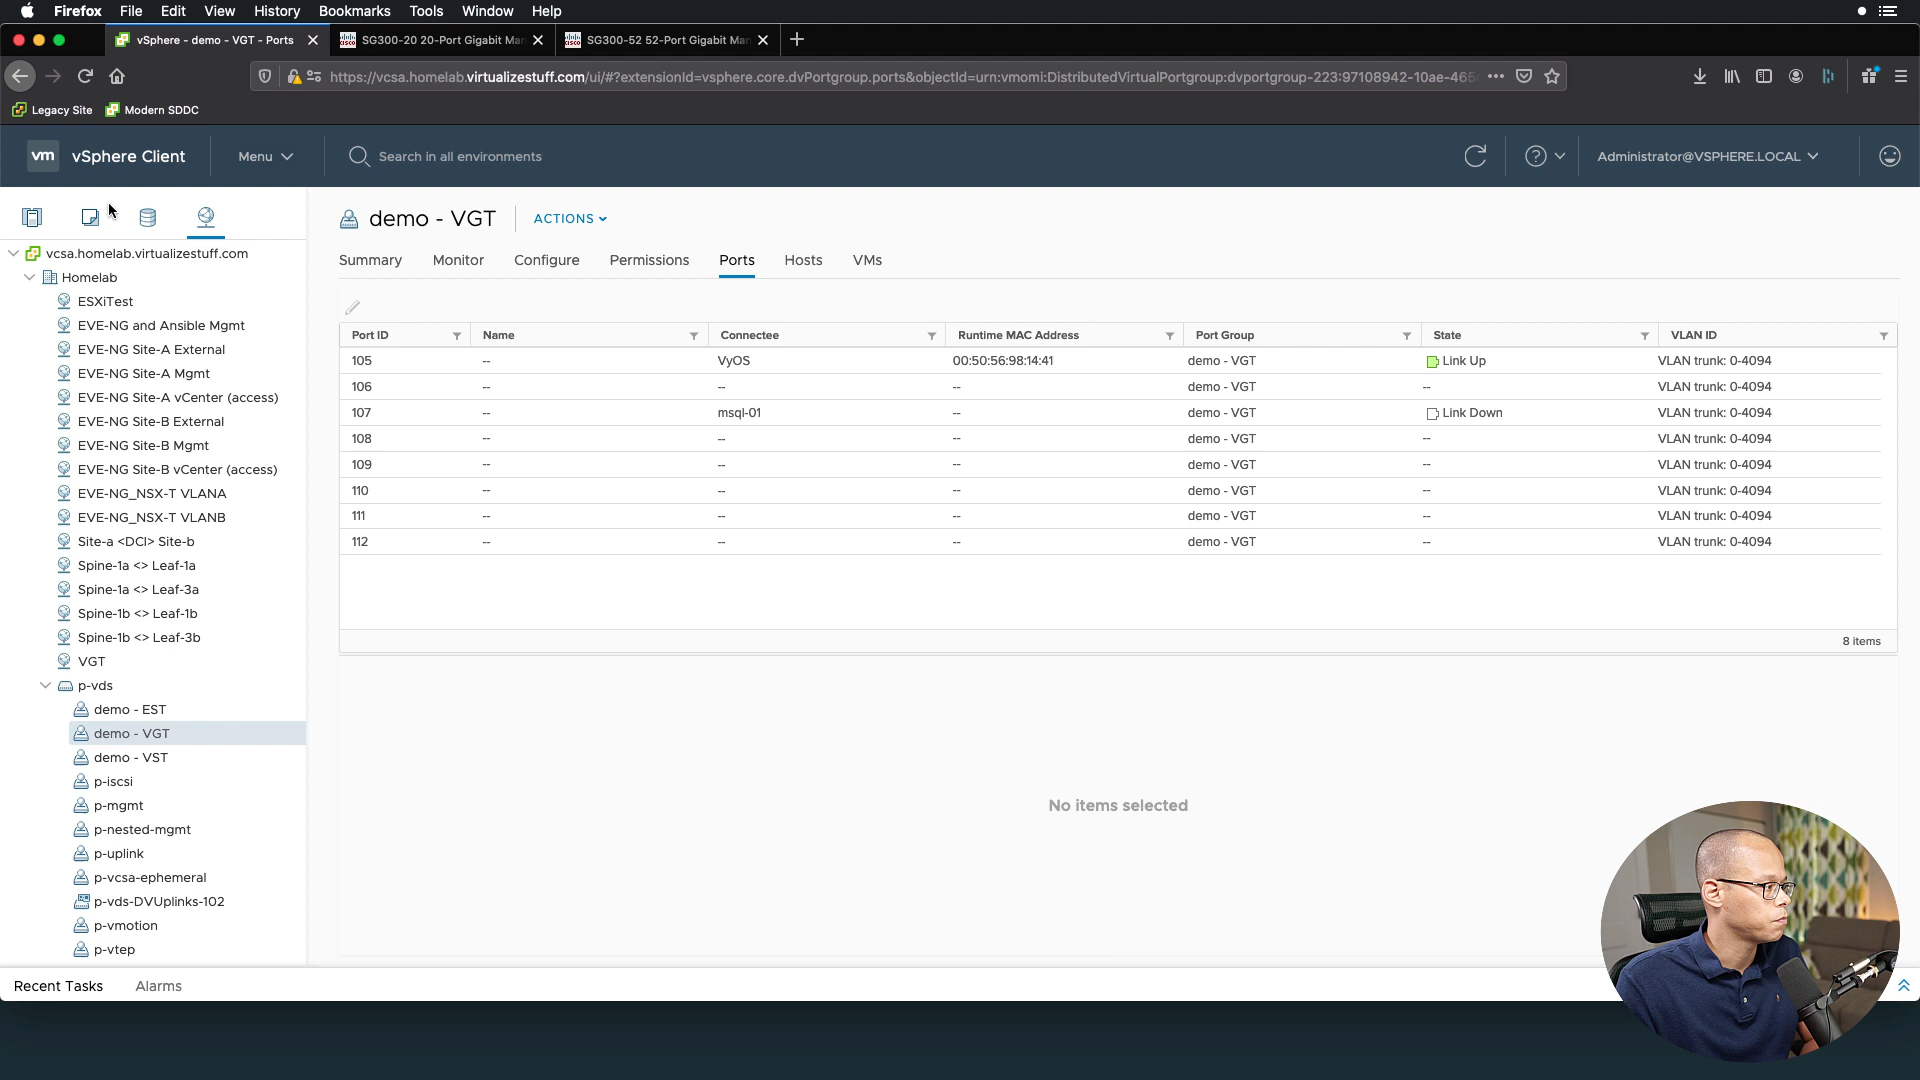 Firefox File Edit View History Bookmarks Tools Window Help
vSphere - demo - VGT - Ports
SG300-20 20-Port Gigabit Man
SG300-52 52-Port Gigabit Man
https://vcsa.homelab.virtualizestuff.com/ui/#?extensionId=vsphere.core.dvPortgroup.ports&objectId=urn:vmomi:DistributedVirtualPortgroup:dvportgroup-223:97108942-10ae-465
Legacy Site Modern SDDC
vm vSphere Client Menu Search in all environments Administrator@VSPHERE.LOCAL
demo - VGT ACTIONS
Summary Monitor Configure Permissions Ports Hosts VMs
vcsa.homelab.virtualizestuff.com
Homelab
ESXiTest
EVE-NG and Ansible Mgmt
EVE-NG Site-A External
EVE-NG Site-A Mgmt
EVE-NG Site-A vCenter (access)
EVE-NG Site-B External
EVE-NG Site-B Mgmt
EVE-NG Site-B vCenter (access)
EVE-NG_NSX-T VLANA
EVE-NG_NSX-T VLANB
Site-a <DCI> Site-b
Spine-1a <> Leaf-1a
Spine-1a <> Leaf-3a
Spine-1b <> Leaf-1b
Spine-1b <> Leaf-3b
VGT
p-vds
demo - EST
demo - VGT
demo - VST
p-iscsi
p-mgmt
p-nested-mgmt
p-uplink
p-vcsa-ephemeral
p-vds-DVUplinks-102
p-vmotion
p-vtep
Port ID Name Connectee Runtime MAC Address Port Group State VLAN ID
105 -- VyOS 00:50:56:98:14:41 demo - VGT Link Up VLAN trunk: 0-4094
106 -- -- -- demo - VGT -- VLAN trunk: 0-4094
107 -- msql-01 -- demo - VGT Link Down VLAN trunk: 0-4094
108 -- -- -- demo - VGT -- VLAN trunk: 0-4094
109 -- -- -- demo - VGT -- VLAN trunk: 0-4094
110 -- -- -- demo - VGT -- VLAN trunk: 0-4094
111 -- -- -- demo - VGT -- VLAN trunk: 0-4094
112 -- -- -- demo - VGT -- VLAN trunk: 0-4094
8 items
No items selected
Recent Tasks Alarms